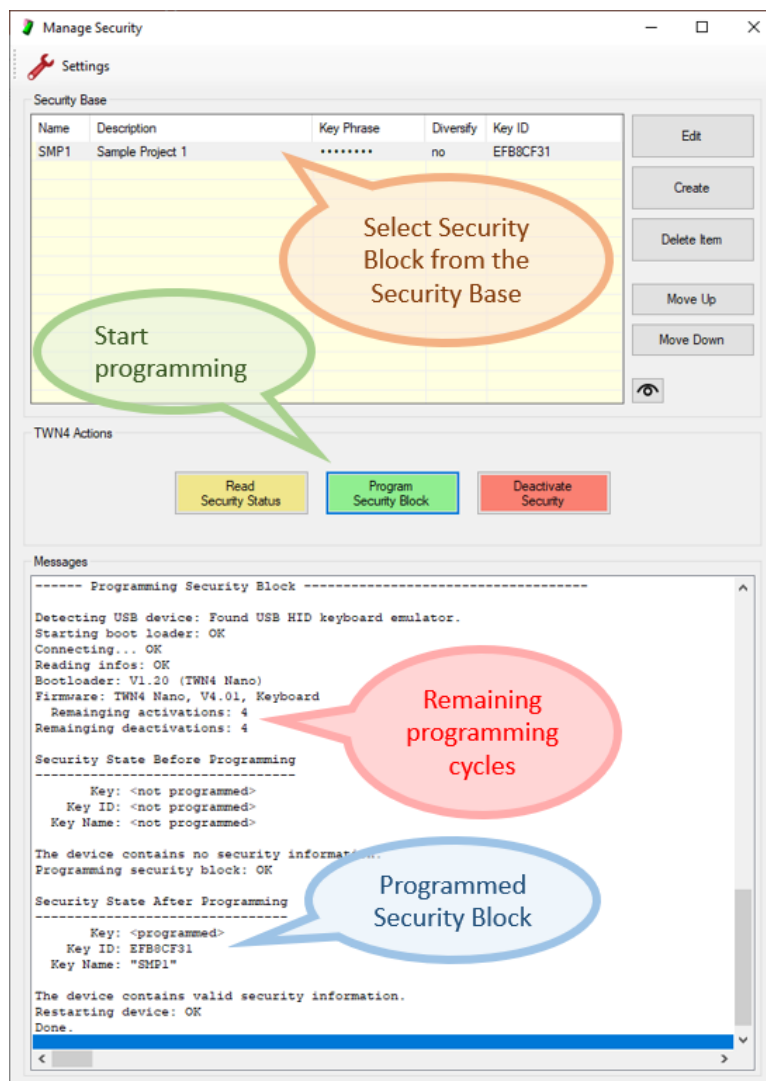 Manage Security
Settings
Security Base
Name Description Key Phrase Diversify Key ID
SMP1 Sample Project 1 •••••••• no EFB8CF31
Edit
Create
Delete Item
Move Up
Move Down
Select Security
Block from the
Security Base
Start
programming
TWN4 Actions
Read
Security Status
Program
Security Block
Deactivate
Security
Messages
------ Programming Security Block ------------------------------------
Detecting USB device: Found USB HID keyboard emulator.
Starting boot loader: OK
Connecting... OK
Reading infos: OK
Bootloader: V1.20 (TWN4 Nano)
Firmware: TWN4 Nano, V4.01, Keyboard
Remainging activations: 4
Remainging deactivations: 4
Remaining
programming
cycles
Security State Before Programming
---------------------------------
Key: <not programmed>
Key ID: <not programmed>
Key Name: <not programmed>
The device contains no security information.
Programming security block: OK
Security State After Programming
--------------------------------
Key: <programmed>
Key ID: EFB8CF31
Key Name: "SMP1"
Programmed
Security Block
The device contains valid security information.
Restarting device: OK
Done.